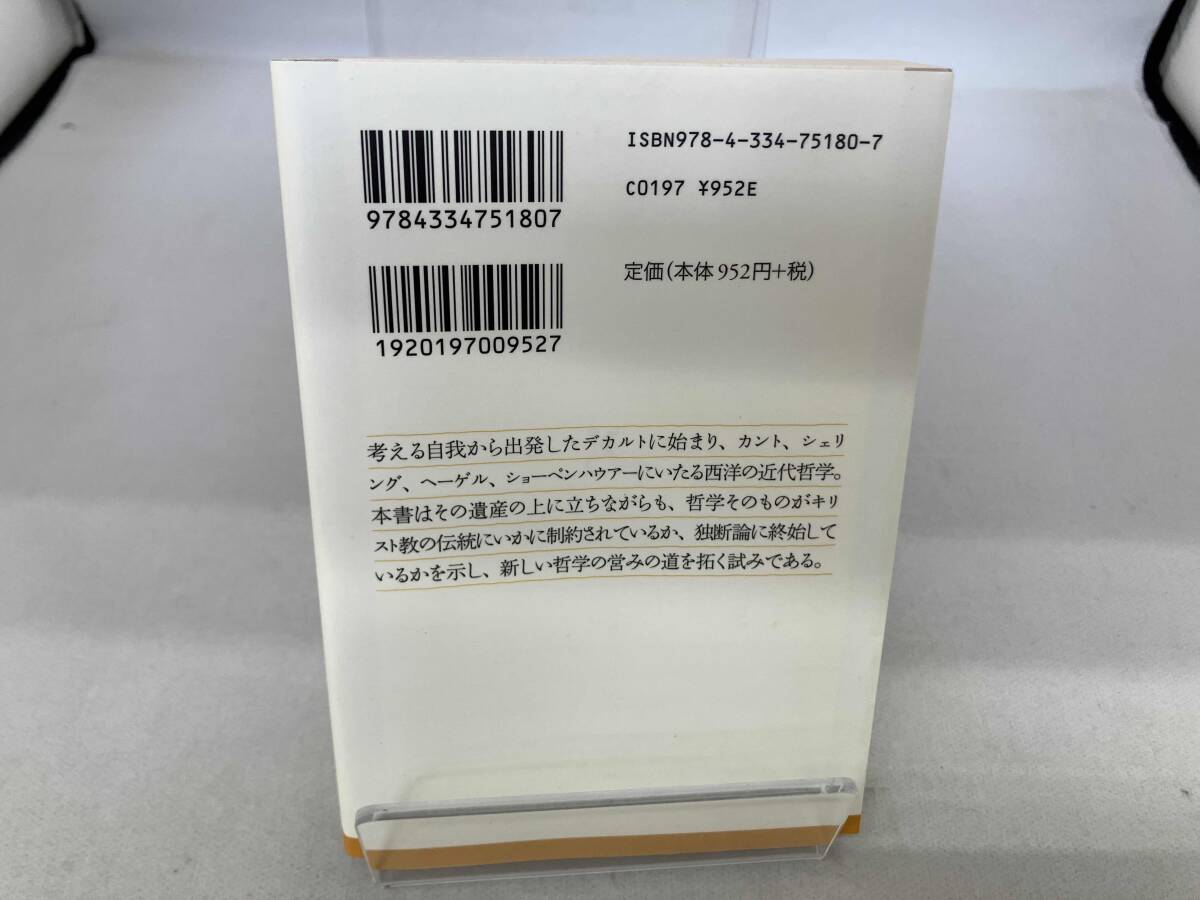 9784334751807
ISBN978-4-334-75180-7
C0197 ¥952E
1920197009527
定価(本体952円+税)
考える自我から出発したデカルトに始まり、カント、シェリ
ング、ヘーゲル、ショーペンハウアーにいたる西洋の近代哲学。
本書はその遺産の上に立ちながらも、哲学そのものがキリ
スト教の伝統にいかに制約されているか、独断論に終始して
いるかを示し、新しい哲学の営みの道を拓く試みである。